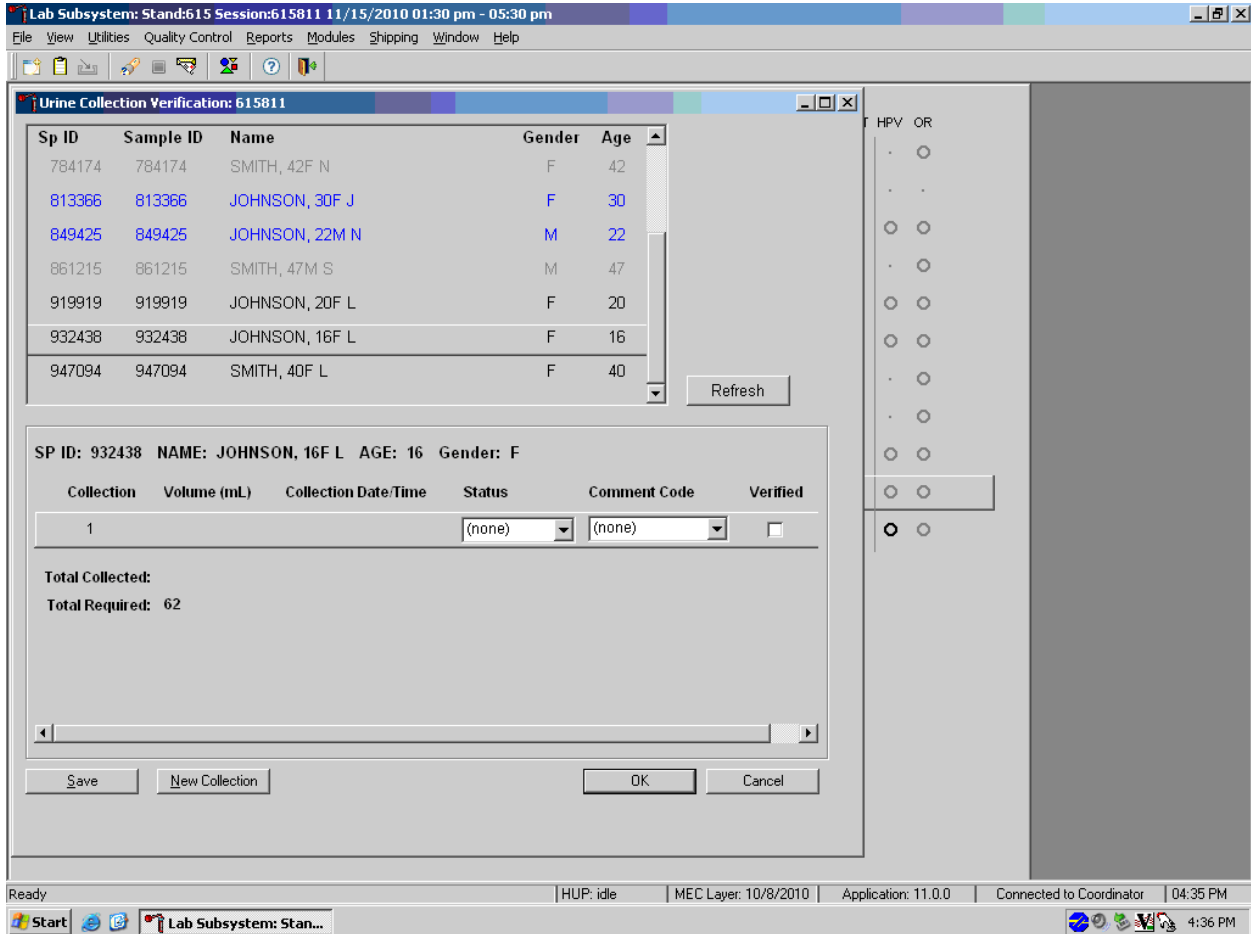 Lab Subsystem: Stand:615 Session:615811 11/15/2010 01:30 pm - 05:30 pm
File View Utilities Quality Control Reports Modules Shipping Window Help
Urine Collection Verification: 615811
T HPV OR
Sp ID Sample ID Name Gender Age
784174 784174 SMITH, 42F N F 42
813366 813366 JOHNSON, 30F J F 30
849425 849425 JOHNSON, 22M N M 22
861215 861215 SMITH, 47M S M 47
919919 919919 JOHNSON, 20F L F 20
932438 932438 JOHNSON, 16F L F 16
947094 947094 SMITH, 40F L F 40
Refresh
SP ID: 932438 NAME: JOHNSON, 16F L AGE: 16 Gender: F
Collection Volume (mL) Collection Date/Time Status Comment Code Verified
1 (none) (none)
Total Collected:
Total Required: 62
Save New Collection OK Cancel
Ready HUP: idle MEC Layer: 10/8/2010 Application: 11.0.0 Connected to Coordinator 04:35 PM
Start Lab Subsystem: Stan... 4:36 PM